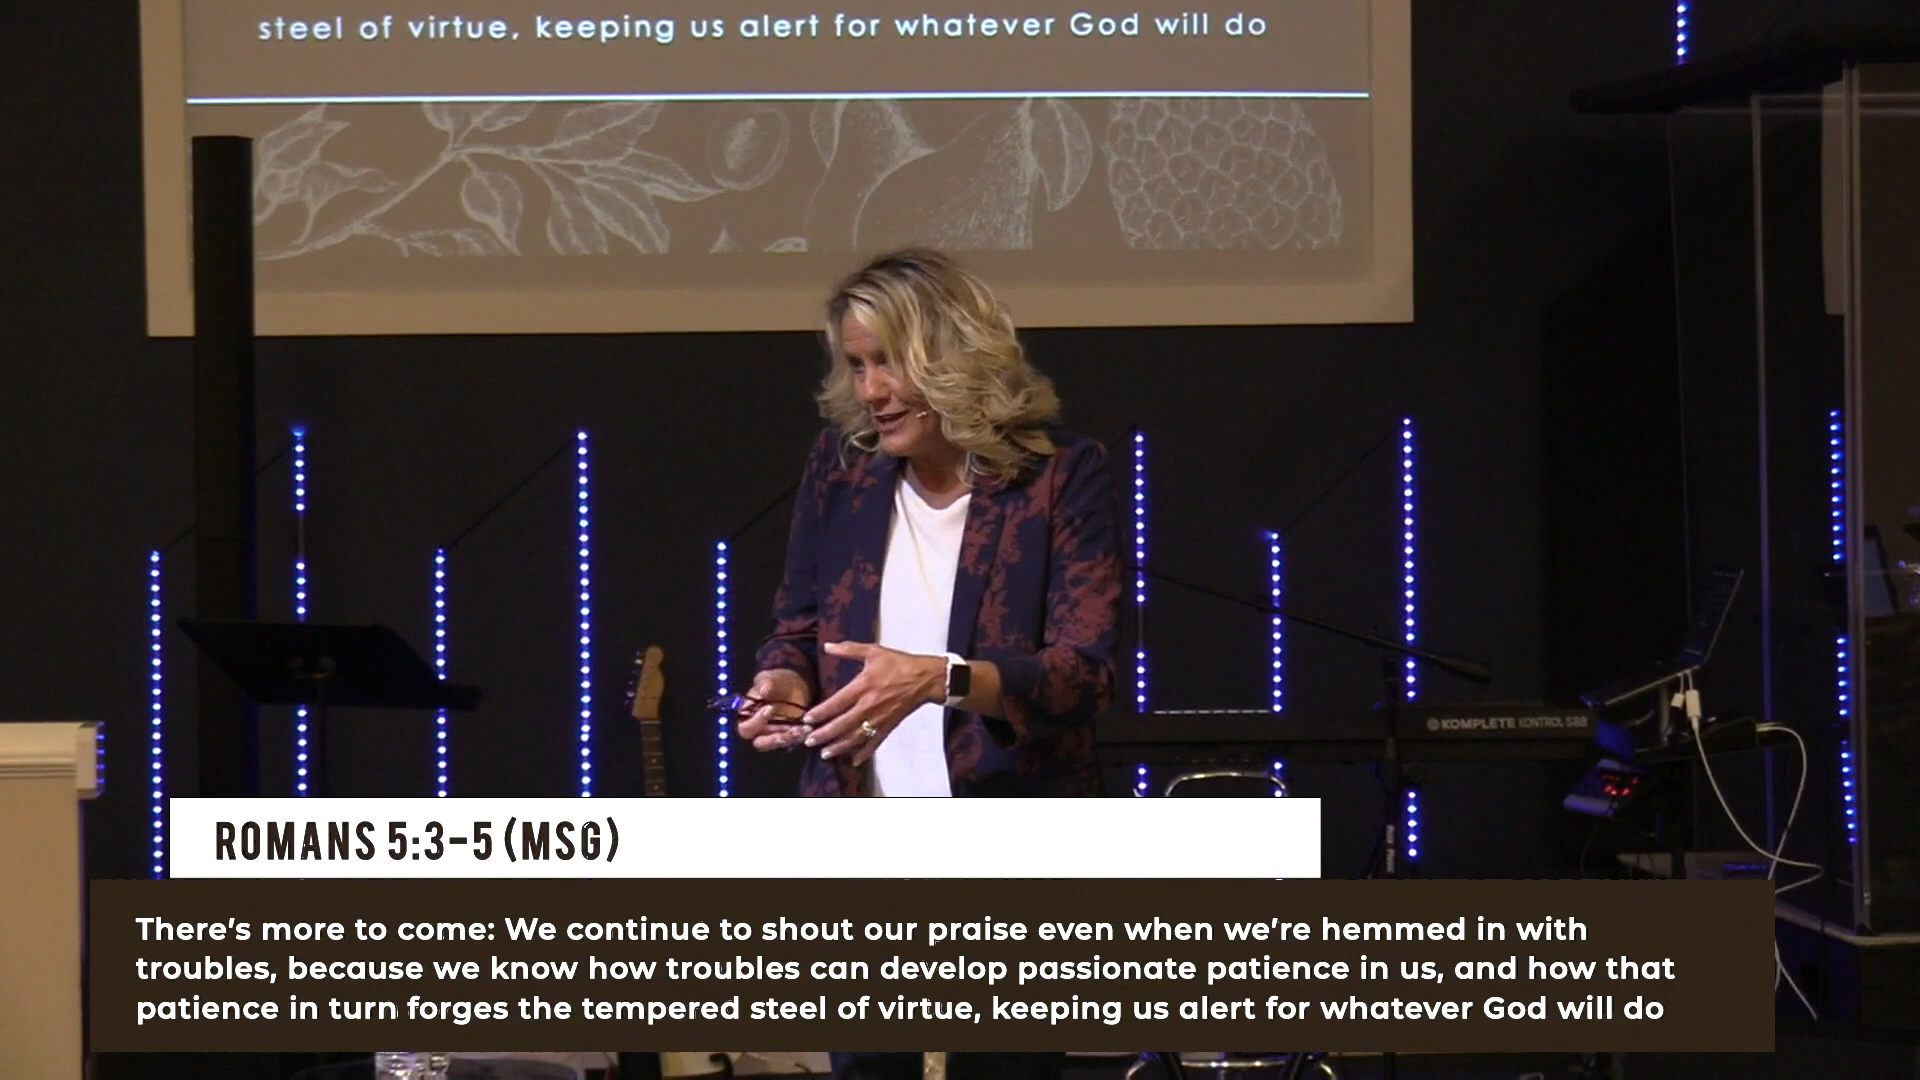 steel of virtue, keeping us alert for whatever God will do
KOMPLETE KONTROL S88
ROMANS 5:3-5 (MSG)
There's more to come: We continue to shout our praise even when we're hemmed in with
troubles, because we know how troubles can develop passionate patience in us, and how that
patience in turn forges the tempered steel of virtue, keeping us alert for whatever God will do